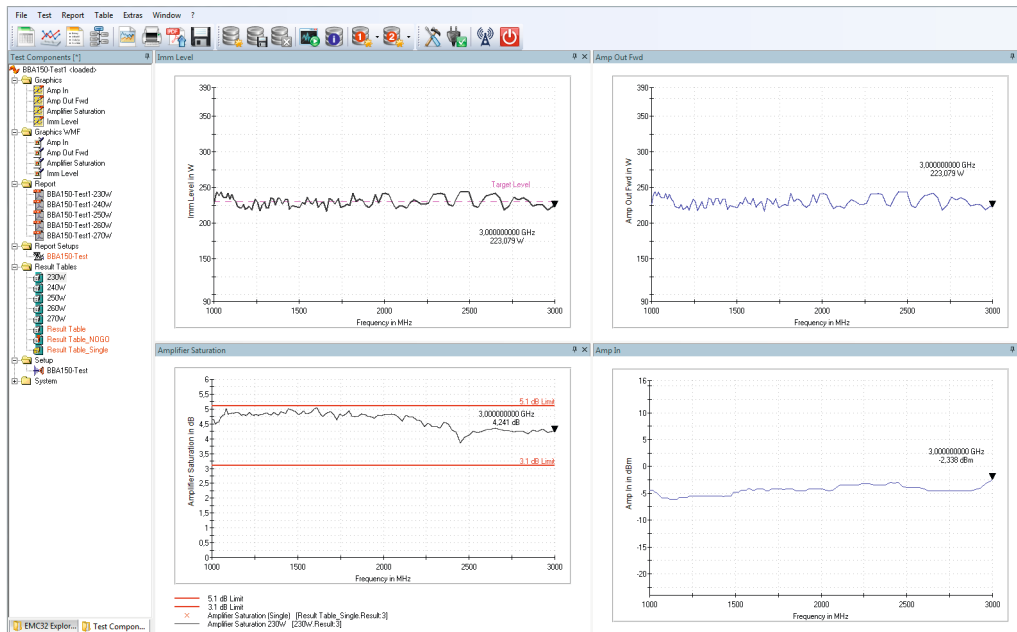 File Test Report Table Extras Window ?
Test Components [*]
BBA150-Test1 <loaded>
Graphics
Amp In
Amp Out Fwd
Amplifier Saturation
Imm Level
Graphics WMF
Amp In
Amp Out Fwd
Amplifier Saturation
Imm Level
Report
BBA150-Test1-230W
BBA150-Test1-240W
BBA150-Test1-250W
BBA150-Test1-260W
BBA150-Test1-270W
Report Setups
BBA150-Test
Result Tables
230W
240W
250W
260W
270W
Result Table
Result Table_NOGO
Result Table_Single
Setup
BBA150-Test
System
EMC32 Explor... Test Compon...
Imm Level
390
350
300
250
200
150
90
Imm Level in W
Target Level
3,000000000 GHz
223,079 W
1000 1500 2000 2500 3000
Frequency in MHz
Amp Out Fwd
390
350
300
250
200
150
90
Amp Out Fwd in W
3,000000000 GHz
223,079 W
1000 1500 2000 2500 3000
Frequency in MHz
Amplifier Saturation
6
5,5
5
4,5
4
3,5
3
2,5
2
1,5
1
0,5
0
Amplifier Saturation in dB
5.1 dB Limit
3,000000000 GHz
4,241 dB
3.1 dB Limit
1000 1500 2000 2500 3000
Frequency in MHz
5.1 dB Limit
3.1 dB Limit
Amplifier Saturation (Single) [Result Table_Single.Result:3]
Amplifier Saturation 230W [230W.Result:3]
Amp In
16
10
5
0
-5
-10
-15
-20
Amp In in dBm
3,000000000 GHz
-2,338 dBm
1000 1500 2000 2500 3000
Frequency in MHz